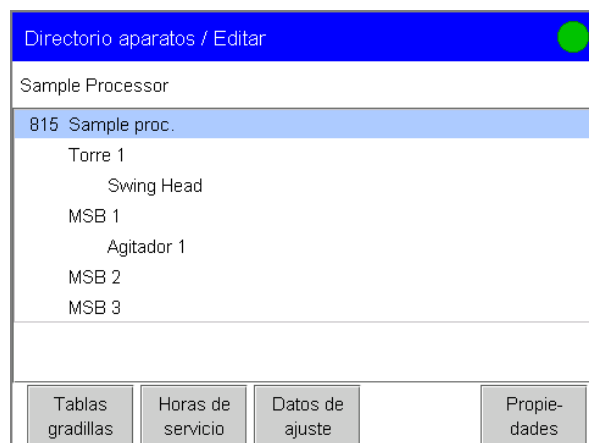 Directorio aparatos / Editar
Sample Processor
815 Sample proc.
Torre 1
Swing Head
MSB 1
Agitador 1
MSB 2
MSB 3
Tablas
gradillas
Horas de
servicio
Datos de
ajuste
Propie-
dades